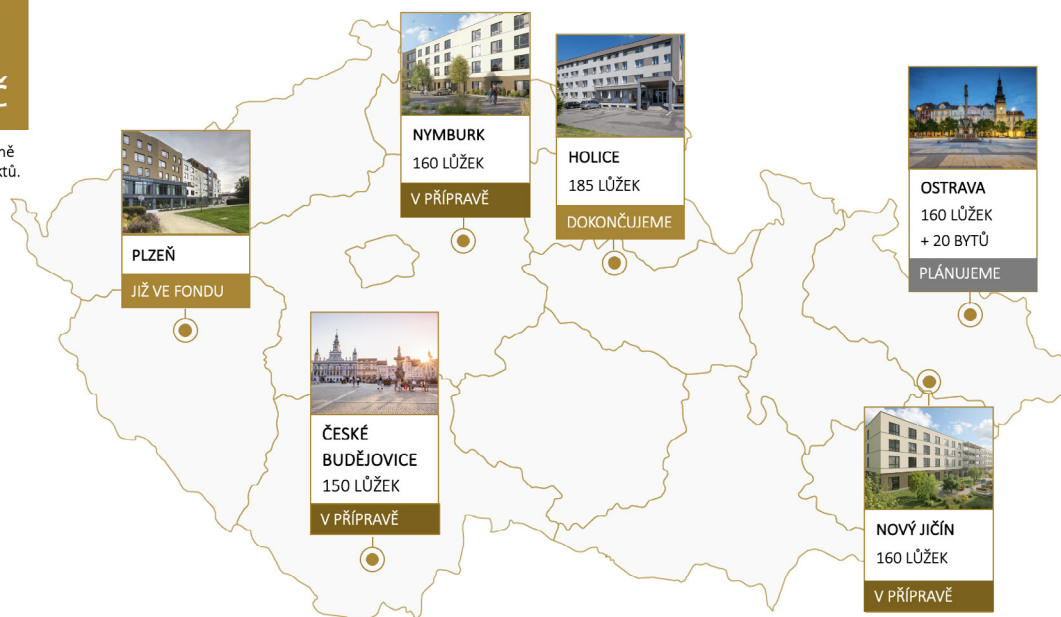 Č
NYMBURK
160 LŮŽEK
V PŘÍPRAVĚ
HOLICE
185 LŮŽEK
DOKONČUJEME
OSTRAVA
160 LŮŽEK
+ 20 BYTŮ
PLÁNUJEME
PLZEŇ
JIŽ VE FONDU
ČESKÉ
BUDĚJOVICE
150 LŮŽEK
V PŘÍPRAVĚ
NOVÝ JIČÍN
160 LŮŽEK
V PŘÍPRAVĚ